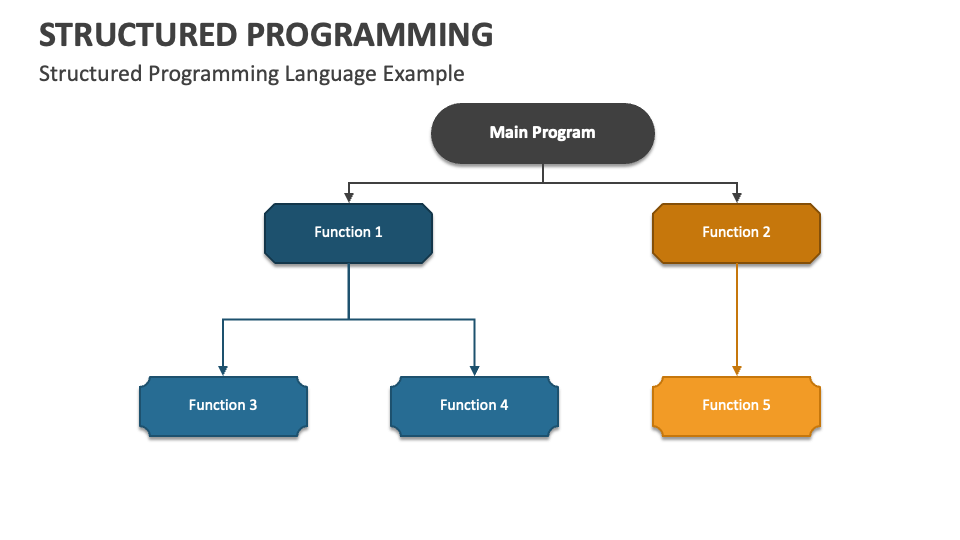 STRUCTURED PROGRAMMING
Structured Programming Language Example
Main Program
Function 1
Function 2
Function 3
Function 4
Function 5